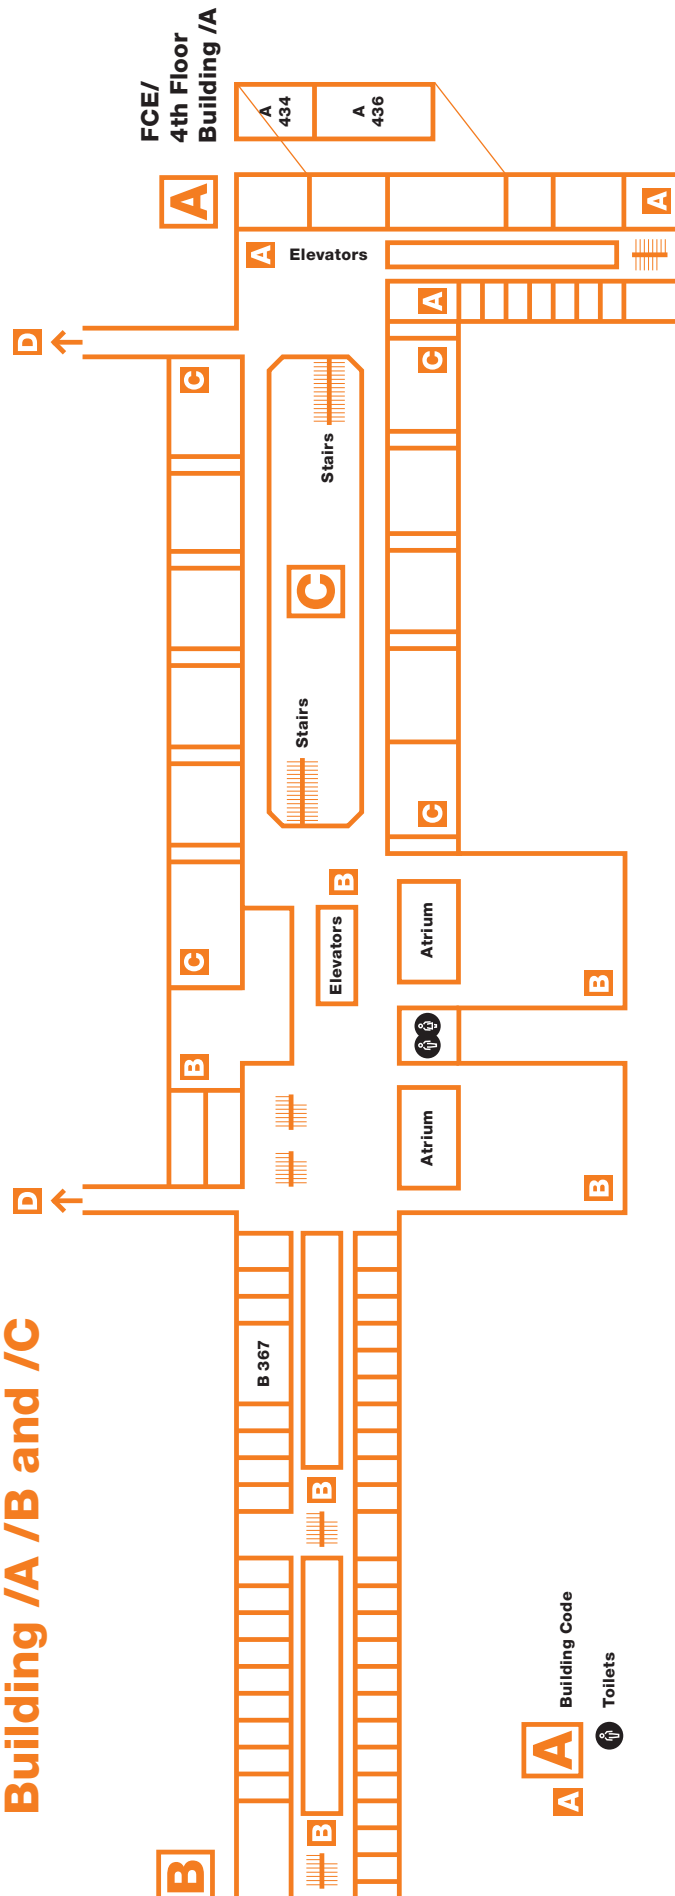 Building /A /B and /C
FCE/
4th Floor
Building /A
A
434
A
436
A
A
Elevators
A
A
D
C
C
Stairs
C
Stairs
C
C
B
Elevators
Atrium
B
B
Atrium
B
D
B 367
B
B
B
A
A
Building Code
Toilets